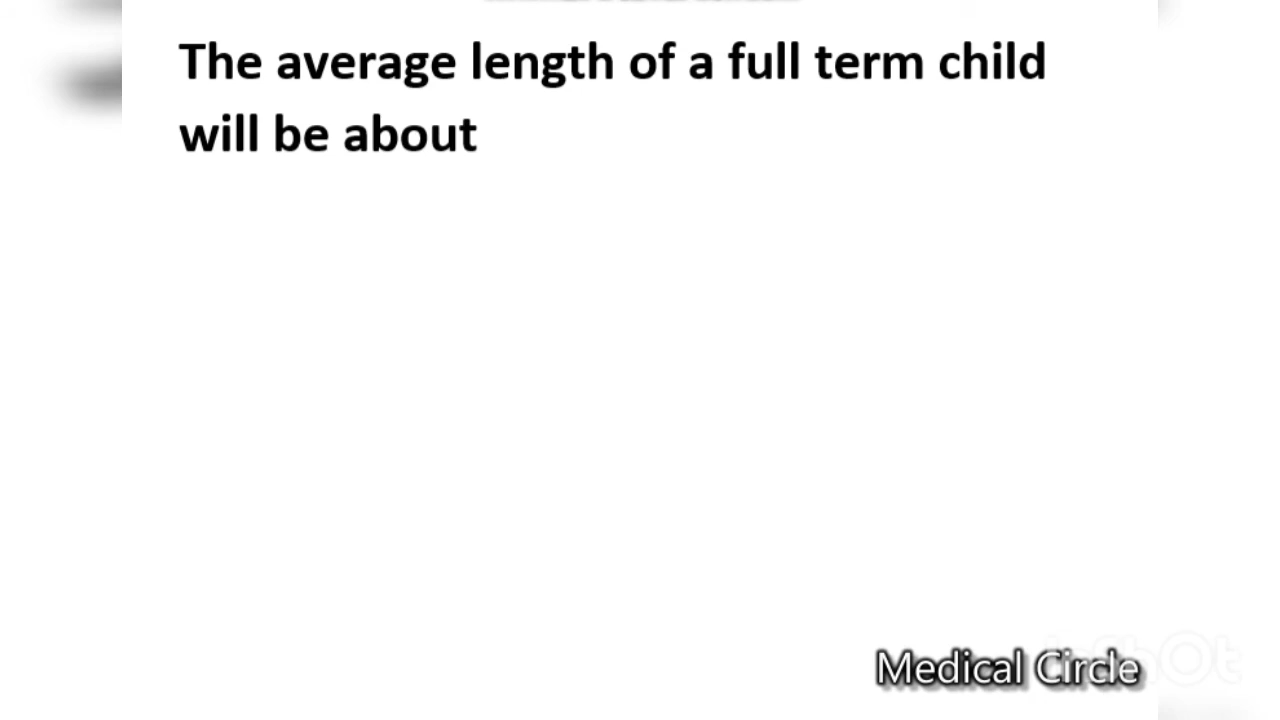 The average length of a full term child
will be about
Medical Circle